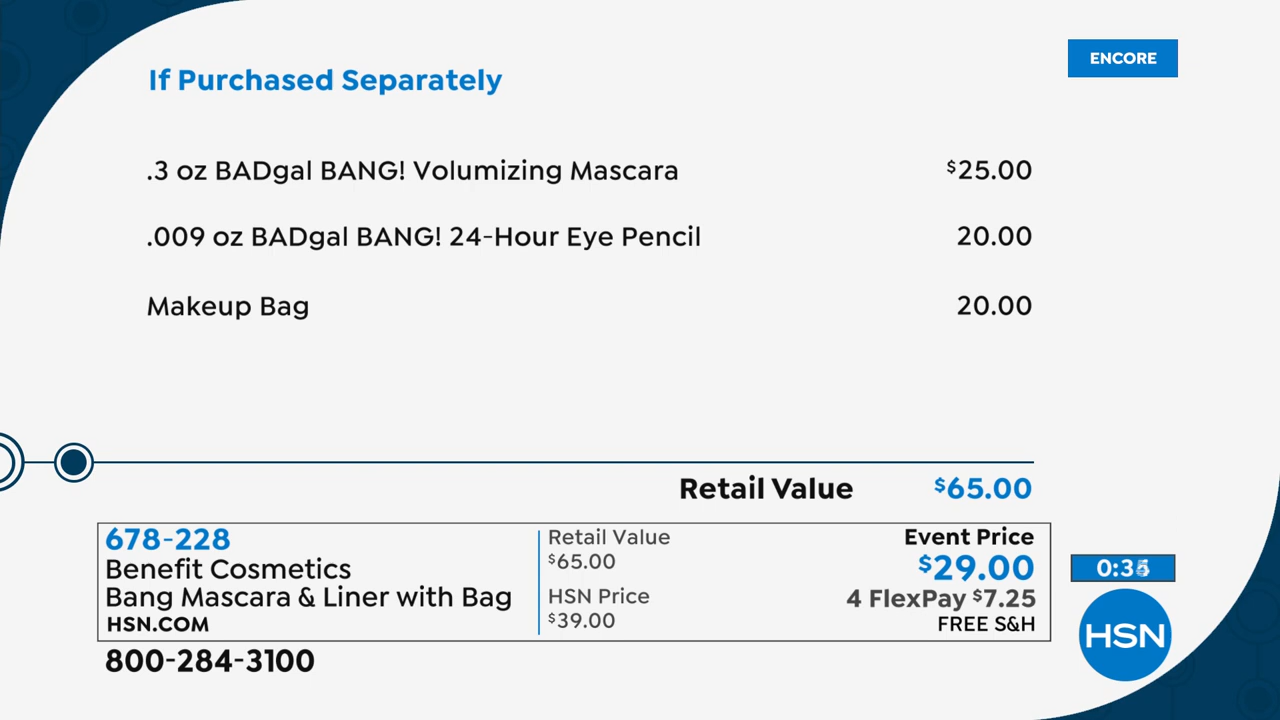 If Purchased Separately
ENCORE
.3 oz BADgal BANG! Volumizing Mascara $25.00
.009 oz BADgal BANG! 24-Hour Eye Pencil 20.00
Makeup Bag 20.00
Retail Value $65.00
678-228
Benefit Cosmetics
Bang Mascara & Liner with Bag
HSN.COM
Retail Value
$65.00
HSN Price
$39.00
Event Price
$29.00
4 FlexPay $7.25
FREE S&H
HSN
800-284-3100